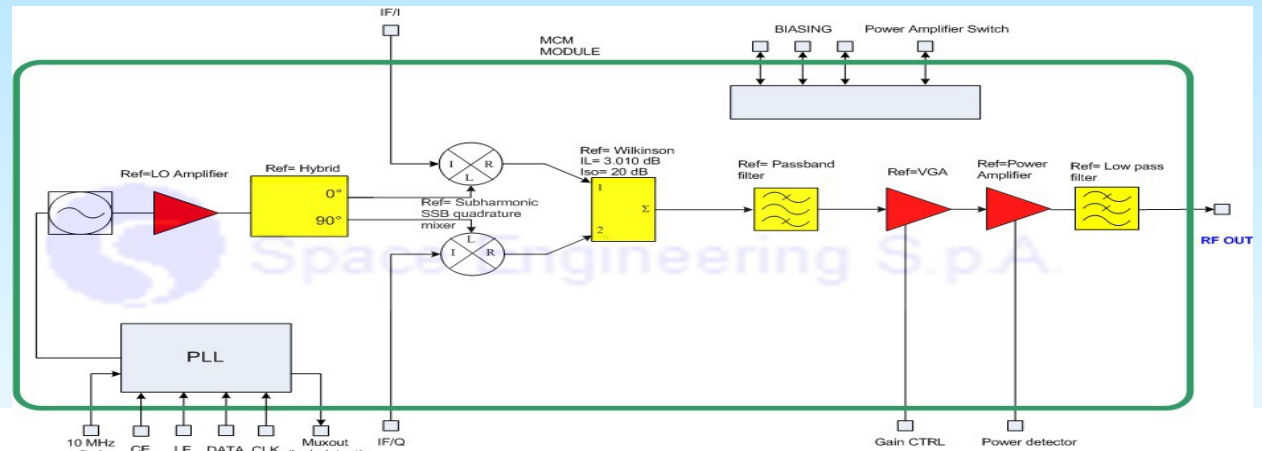 IF/I
MCM
MODULE
BIASING
Power Amplifier Switch
Ref=LO Amplifier
Ref= Hybrid
0°
90°
I
R
L
Ref= Subharmonic
SSB quadrature
mixer
L
I
R
Ref= Wilkinson
IL= 3.010 dB
Iso= 20 dB
1
Σ
2
Ref= Passband
filter
Ref=VGA
Ref=Power
Amplifier
Ref= Low pass
filter
RF OUT
Space Engineering S.p.A.
PLL
10 MHz
CE
LE
DATA
CLK
Muxout
IF/Q
Gain CTRL
Power detector